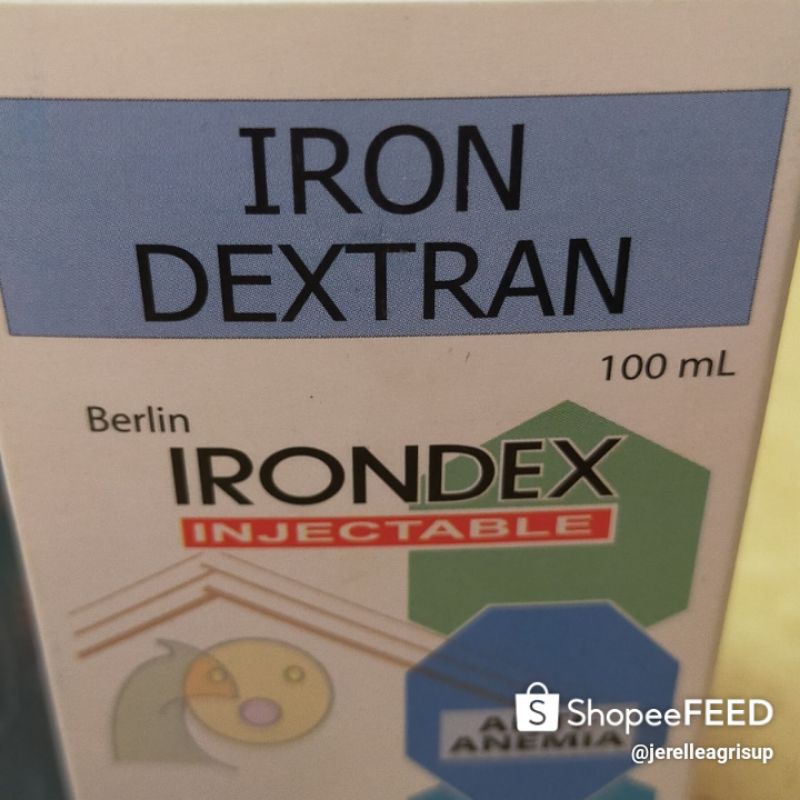 IRON
DEXTRAN
100 mL
Berlin
IRONDEX
INJECTABLE
ANEMIA
ShopeeFEED
@jerelleagrisup